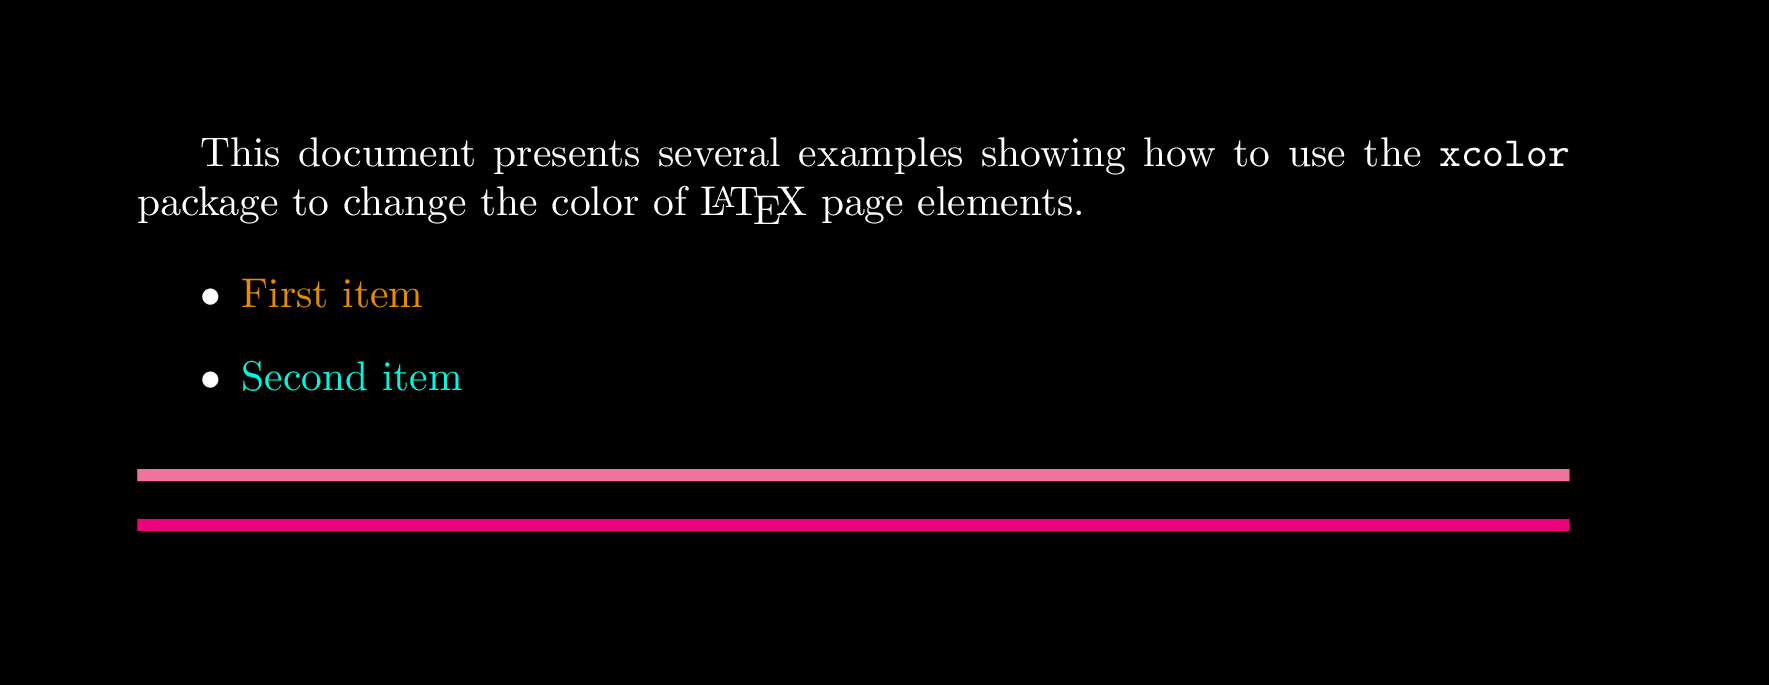 This document presents several examples showing how to use the xcolor
package to change the color of LATEX page elements.
• First item
• Second item